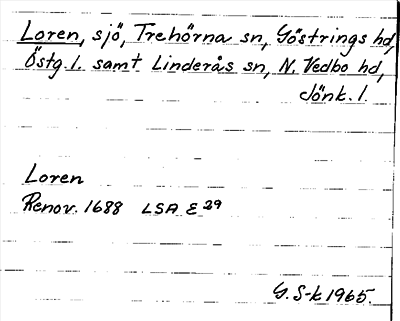 Loren, sjö, Trehörna sn, Göstrings hd,
Östg. l. samt Linderås sn, N. Vedbo hd,
Jönk. l.
Loren
Renov. 1688 LSA E 29
G. S-k 1965.